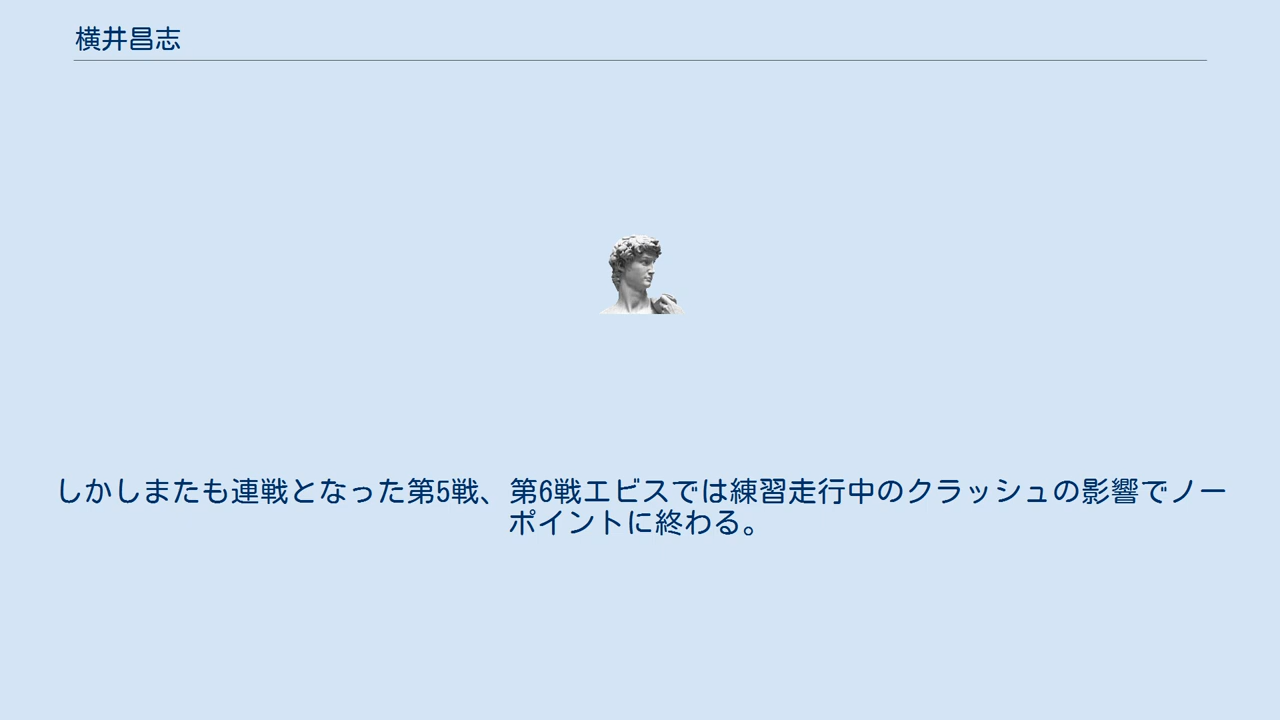 横井昌志
しかしまたも連戦となった第5戦、第6戦エビスでは練習走行中のクラッシュの影響でノー
ポイントに終わる。